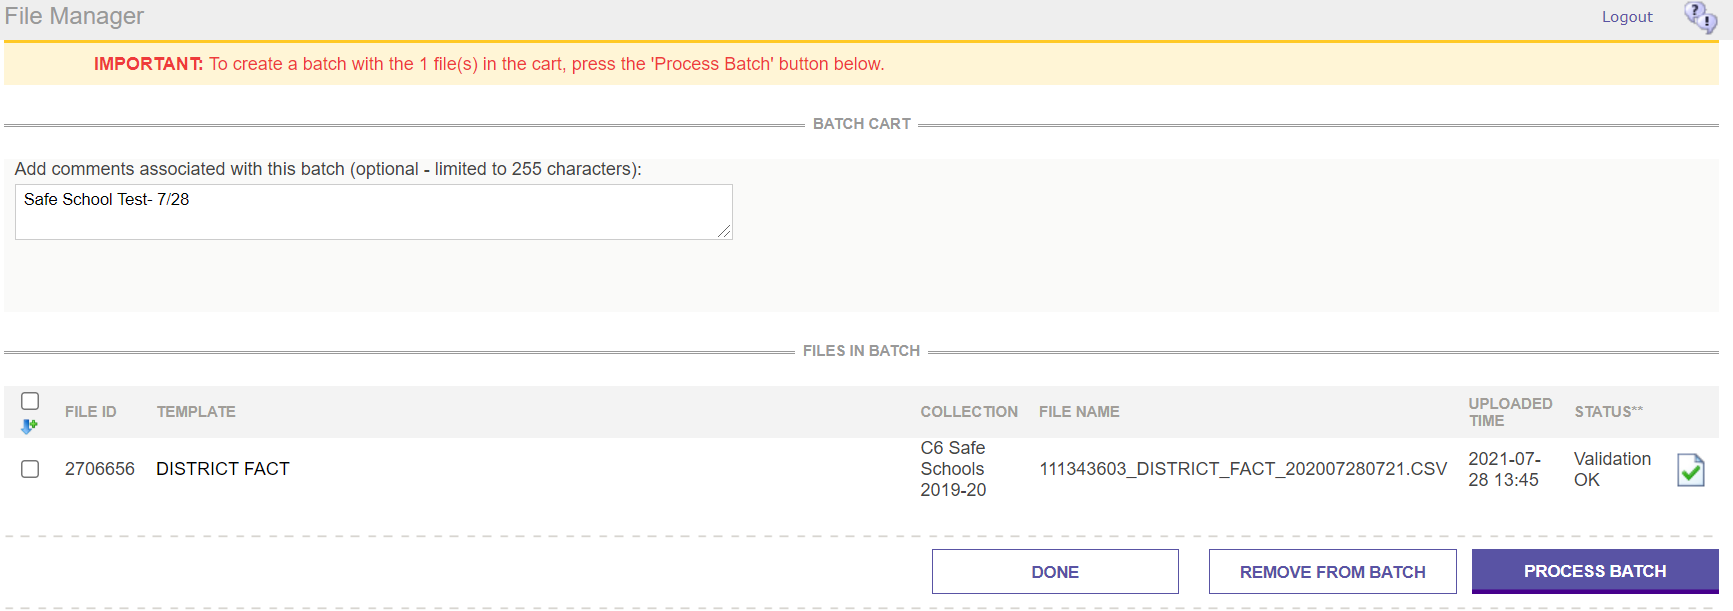 File Manager
Logout
IMPORTANT: To create a batch with the 1 file(s) in the cart, press the 'Process Batch' button below.
BATCH CART
Add comments associated with this batch (optional - limited to 255 characters):
Safe School Test- 7/28
FILES IN BATCH
FILE ID TEMPLATE COLLECTION FILE NAME UPLOADED TIME STATUS**
2706656 DISTRICT FACT C6 Safe Schools 2019-20 111343603_DISTRICT_FACT_202007280721.CSV 2021-07-28 13:45 Validation OK
DONE REMOVE FROM BATCH PROCESS BATCH